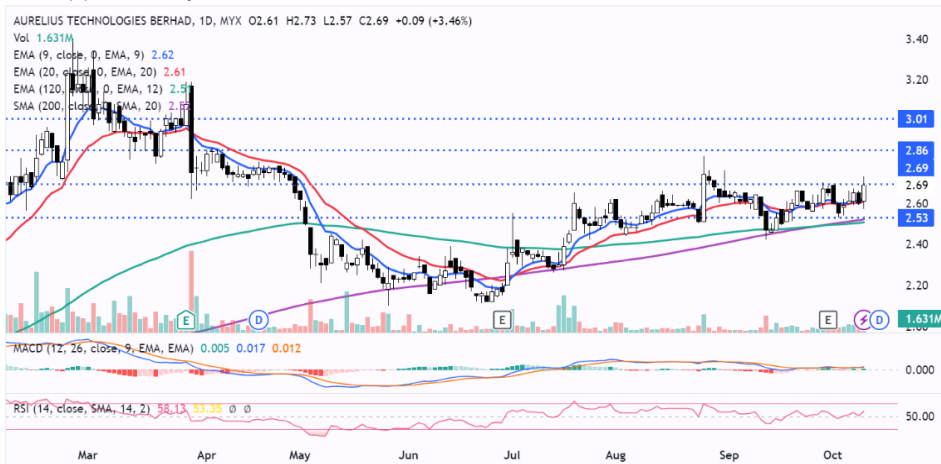 AURELIUS TECHNOLOGIES BERHAD, 1D, MYX O2.61 H2.73 L2.57 C2.69 +0.09 (+3.46%)
Vol 1.631M
EMA (9, close, 0, EMA, 9) 2.62
EMA (20, close, 0, EMA, 20) 2.61
EMA (120, close, 0, EMA, 12)
SMA (200, close, 0, SMA, 20)
3.40
3.20
3.01
2.86
2.69
2.69
2.60
2.53
2.40
2.20
1.631M
E
D
E
E
D
MACD (12, 26, close, 9, EMA, EMA) 0.005 0.017 0.012
0.000
RSI (14, close, SMA, 14, 2) 58.13 53.35 Ø Ø
50.00
Mar Apr May Jun Jul Aug Sep Oct